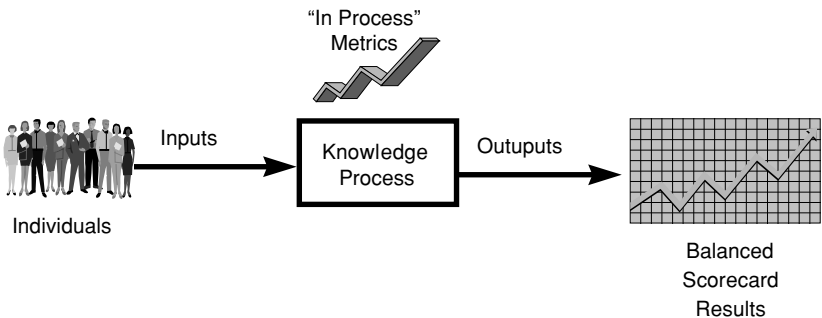 “In Process”
Metrics
Inputs
Knowledge
Process
Outuputs
Individuals
Balanced
Scorecard
Results